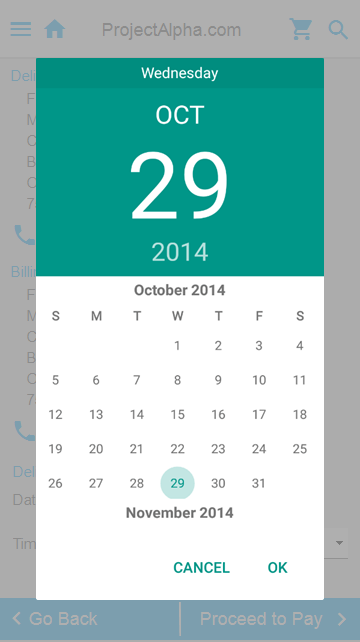 ProjectAlpha.com
Wednesday
OCT
29
2014
October 2014
S M T W T F S
1 2 3 4
5 6 7 8 9 10 11
12 13 14 15 16 17 18
19 20 21 22 23 24 25
26 27 28 29 30 31
November 2014
CANCEL OK
Go Back Proceed to Pay